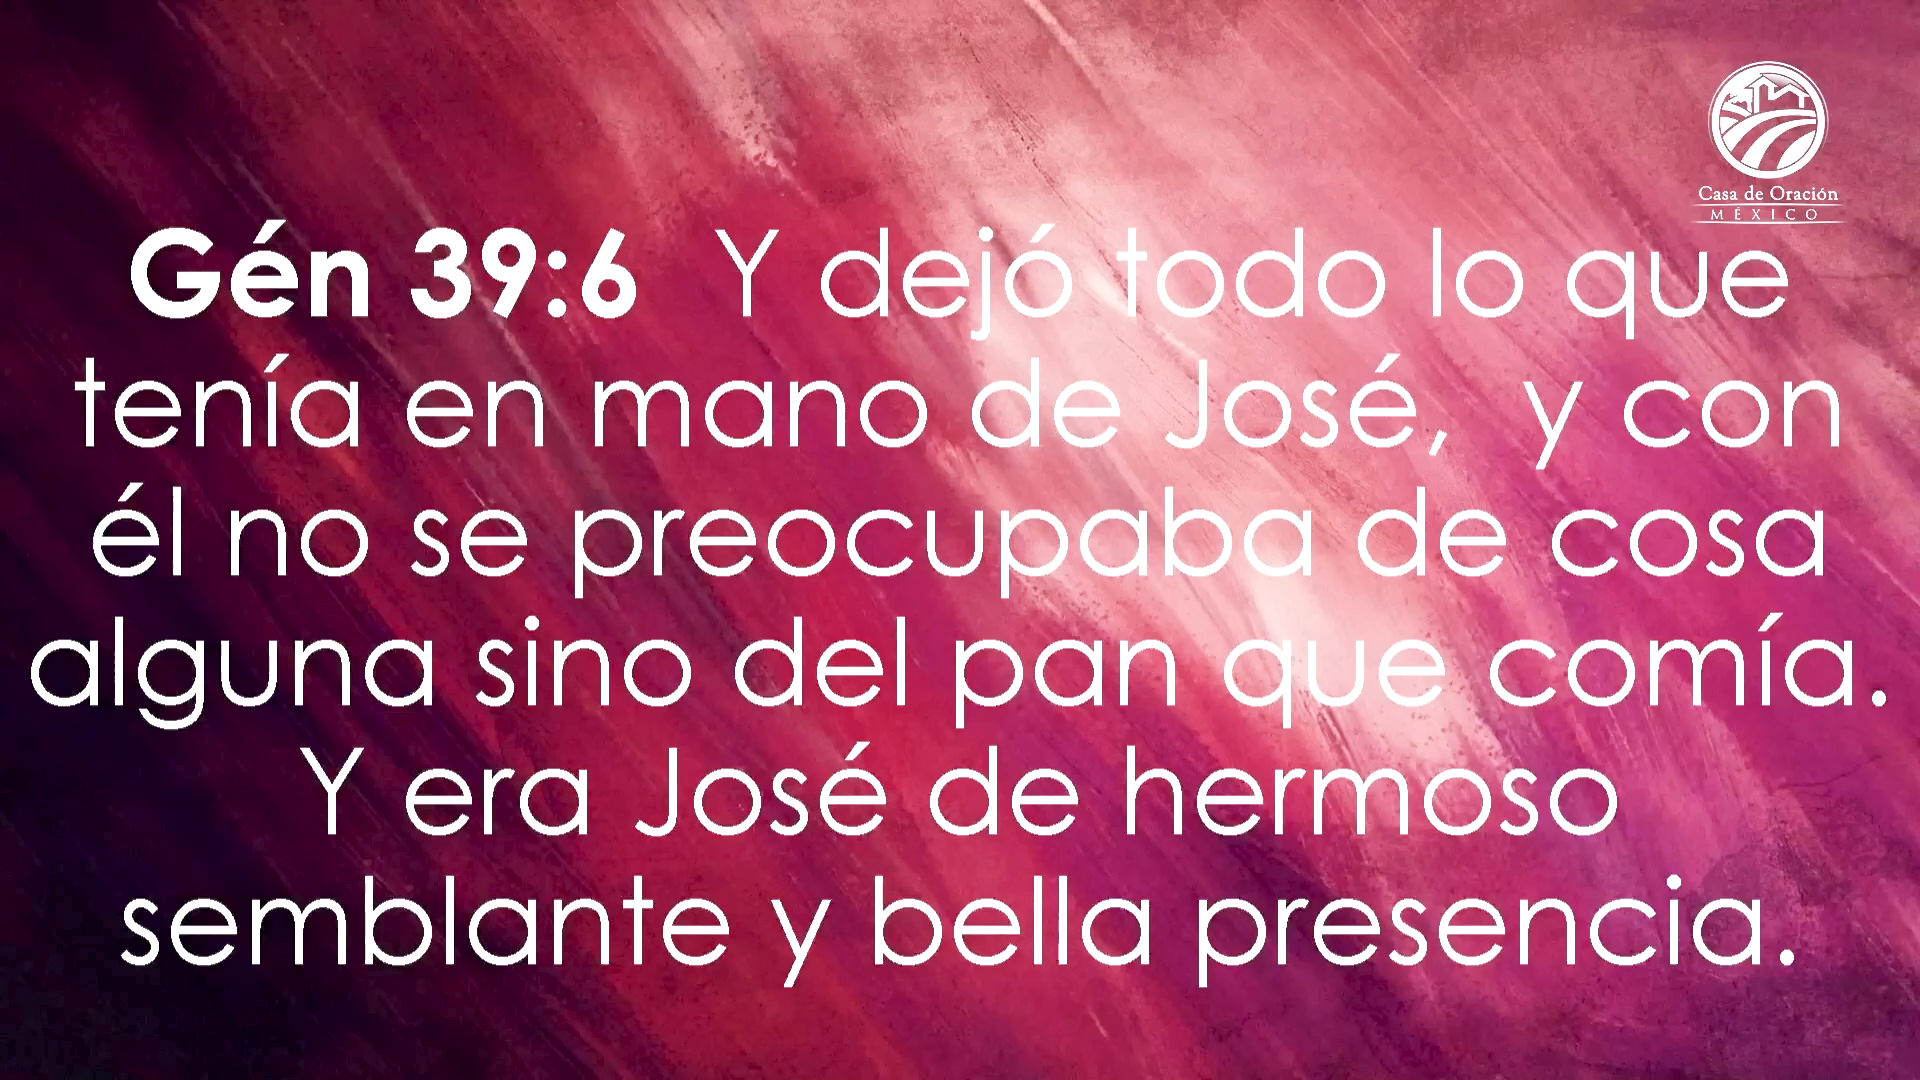 Casa de Oración
MÉXICO
Gén 39:6 Y dejó todo lo que
tenía en mano de José, y con
él no se preocupaba de cosa
alguna sino del pan que comía.
Y era José de hermoso
semblante y bella presencia.